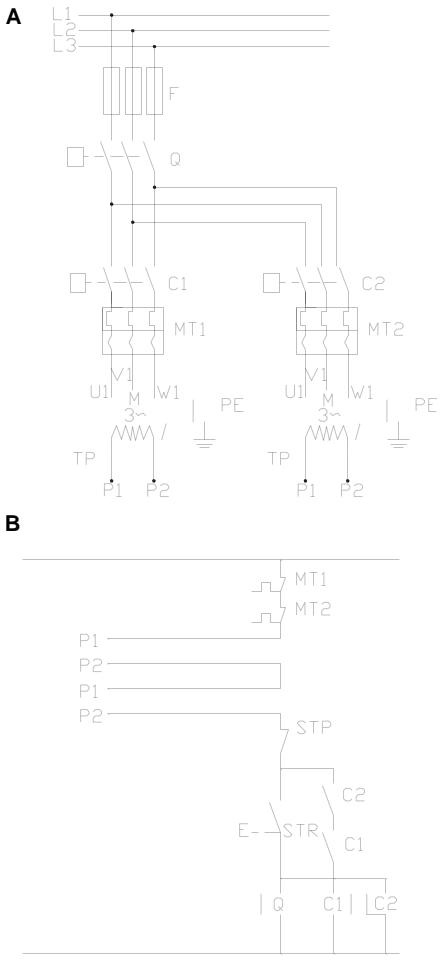 A
L1
L2
L3
F
Q
C1
C2
MT1
MT2
V1
V1
U1
W1
U1
W1
M
M
3~
3~
PE
PE
TP
TP
P1
P2
P1
P2
B
MT1
MT2
P1
P2
P1
P2
STP
C2
E
STR
C1
Q
C1
C2